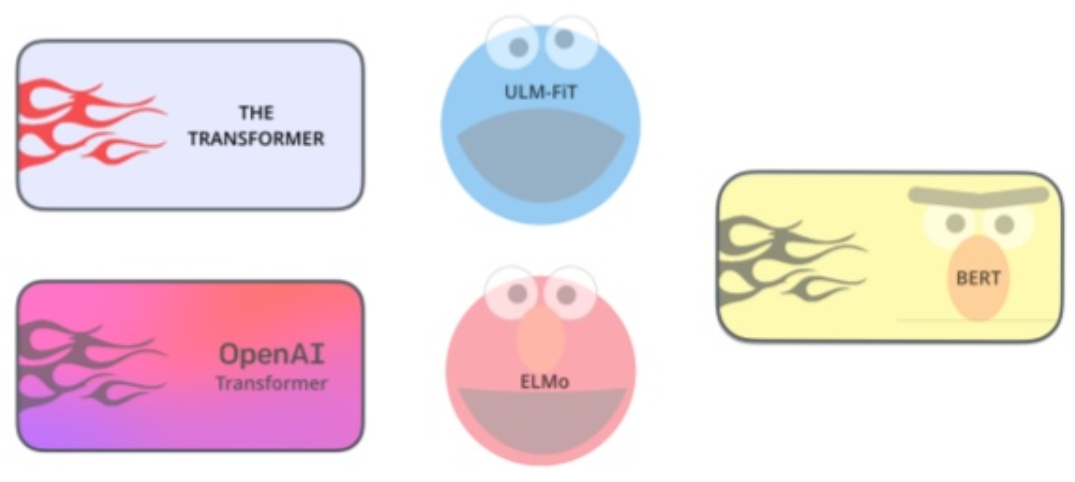 THE
TRANSFORMER
ULM-FiT
OpenAI
Transformer
ELMo
BERT